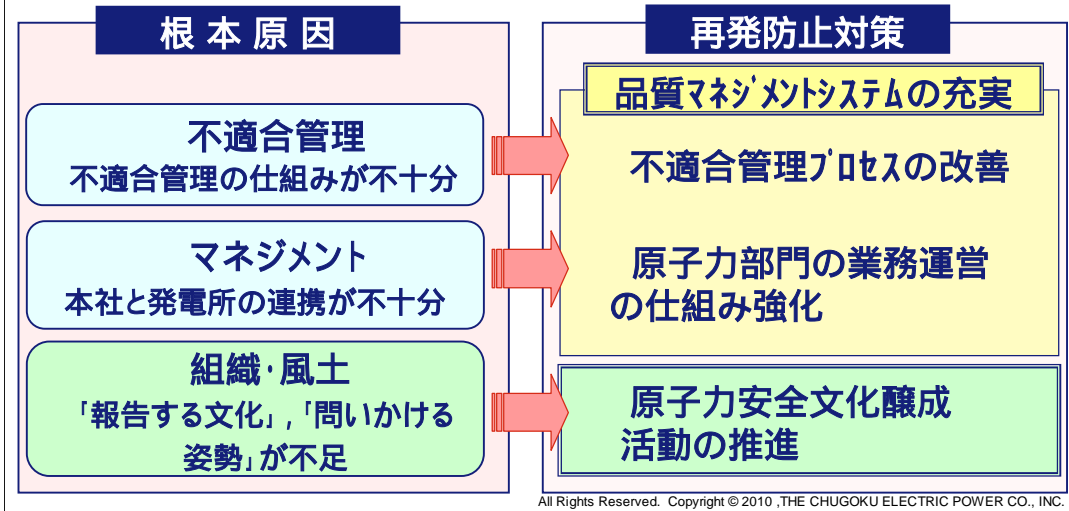 根本原因
不適合管理
不適合管理の仕組みが不十分
マネジメント
本社と発電所の連携が不十分
組織・風土
「報告する文化」,「問いかける
姿勢」が不足
再発防止対策
品質ﾏﾈｼﾞﾒﾝﾄｼｽﾃﾑの充実
不適合管理ﾌﾟﾛｾｽの改善
原子力部門の業務運営
の仕組み強化
原子力安全文化醸成
活動の推進
All Rights Reserved. Copyright © 2010 ,THE CHUGOKU ELECTRIC POWER CO., INC.